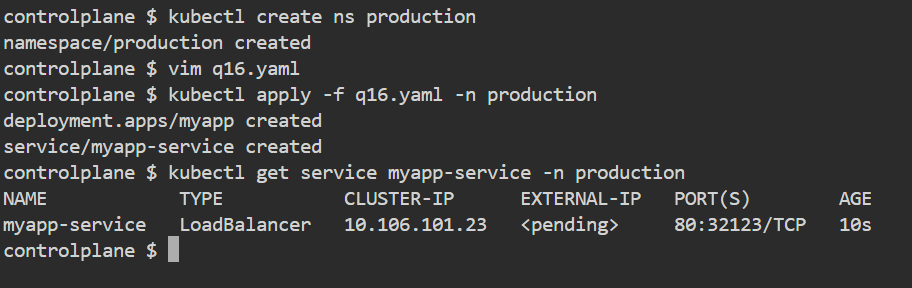 controlplane $ kubectl create ns production
namespace/production created
controlplane $ vim q16.yaml
controlplane $ kubectl apply -f q16.yaml -n production
deployment.apps/myapp created
service/myapp-service created
controlplane $ kubectl get service myapp-service -n production
NAME            TYPE           CLUSTER-IP      EXTERNAL-IP   PORT(S)        AGE
myapp-service   LoadBalancer   10.106.101.23   <pending>     80:32123/TCP   10s
controlplane $